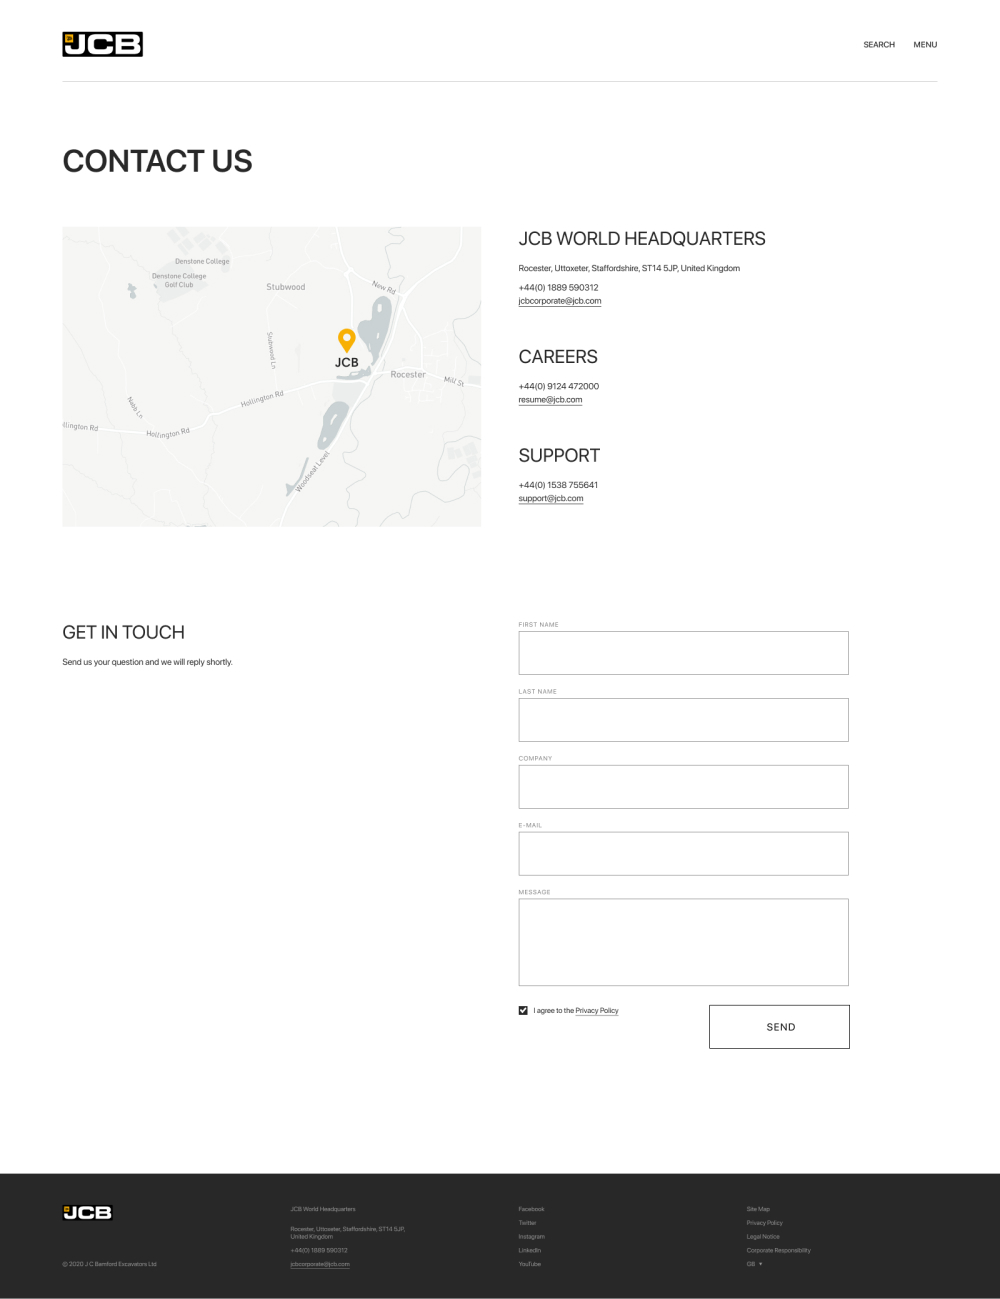 JCB
SEARCH MENU
CONTACT US
Denstone College
Denstone College
Golf Club
Stubwood
New Rd
Stubwood Ln
JCB
Rocester
Mill St
Hollington Rd
Nabb Ln
llington Rd
Hollington Rd
Woodseat Level
JCB WORLD HEADQUARTERS
Rocester, Uttoxeter, Staffordshire, ST14 5JP, United Kingdom
+44(0) 1889 590312
jcbcorporate@jcb.com
CAREERS
+44(0) 9124 472000
resume@jcb.com
SUPPORT
+44(0) 1538 755641
support@jcb.com
GET IN TOUCH
Send us your question and we will reply shortly.
FIRST NAME
LAST NAME
COMPANY
E-MAIL
MESSAGE
I agree to the Privacy Policy
SEND
JCB
© 2020 J C Bamford Excavators Ltd
JCB World Headquarters
Rocester, Uttoxeter, Staffordshire, ST14 5JP,
United Kingdom
+44(0) 1889 590312
jcbcorporate@jcb.com
Facebook
Twitter
Instagram
LinkedIn
YouTube
Site Map
Privacy Policy
Legal Notice
Corporate Responsibility
GB